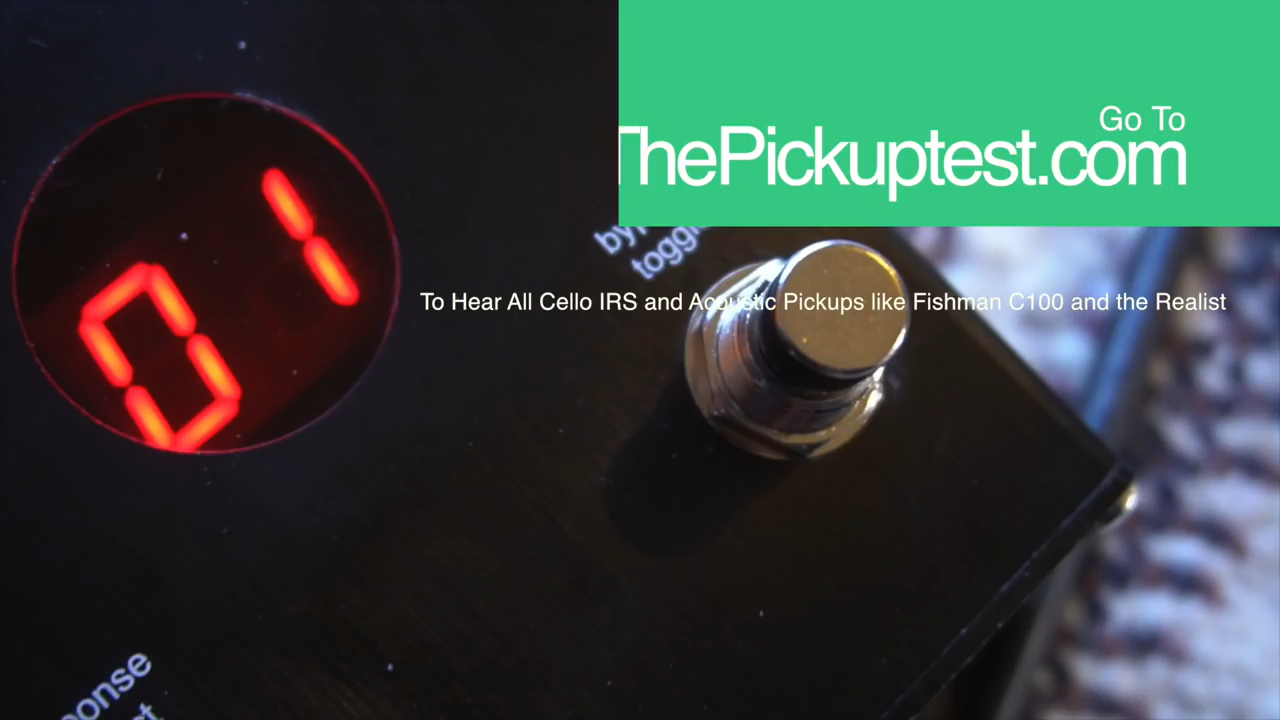 Go To
ThePickuptest.com
toggle
To Hear All Cello IRS and Acoustic Pickups like Fishman C100 and the Realist
01